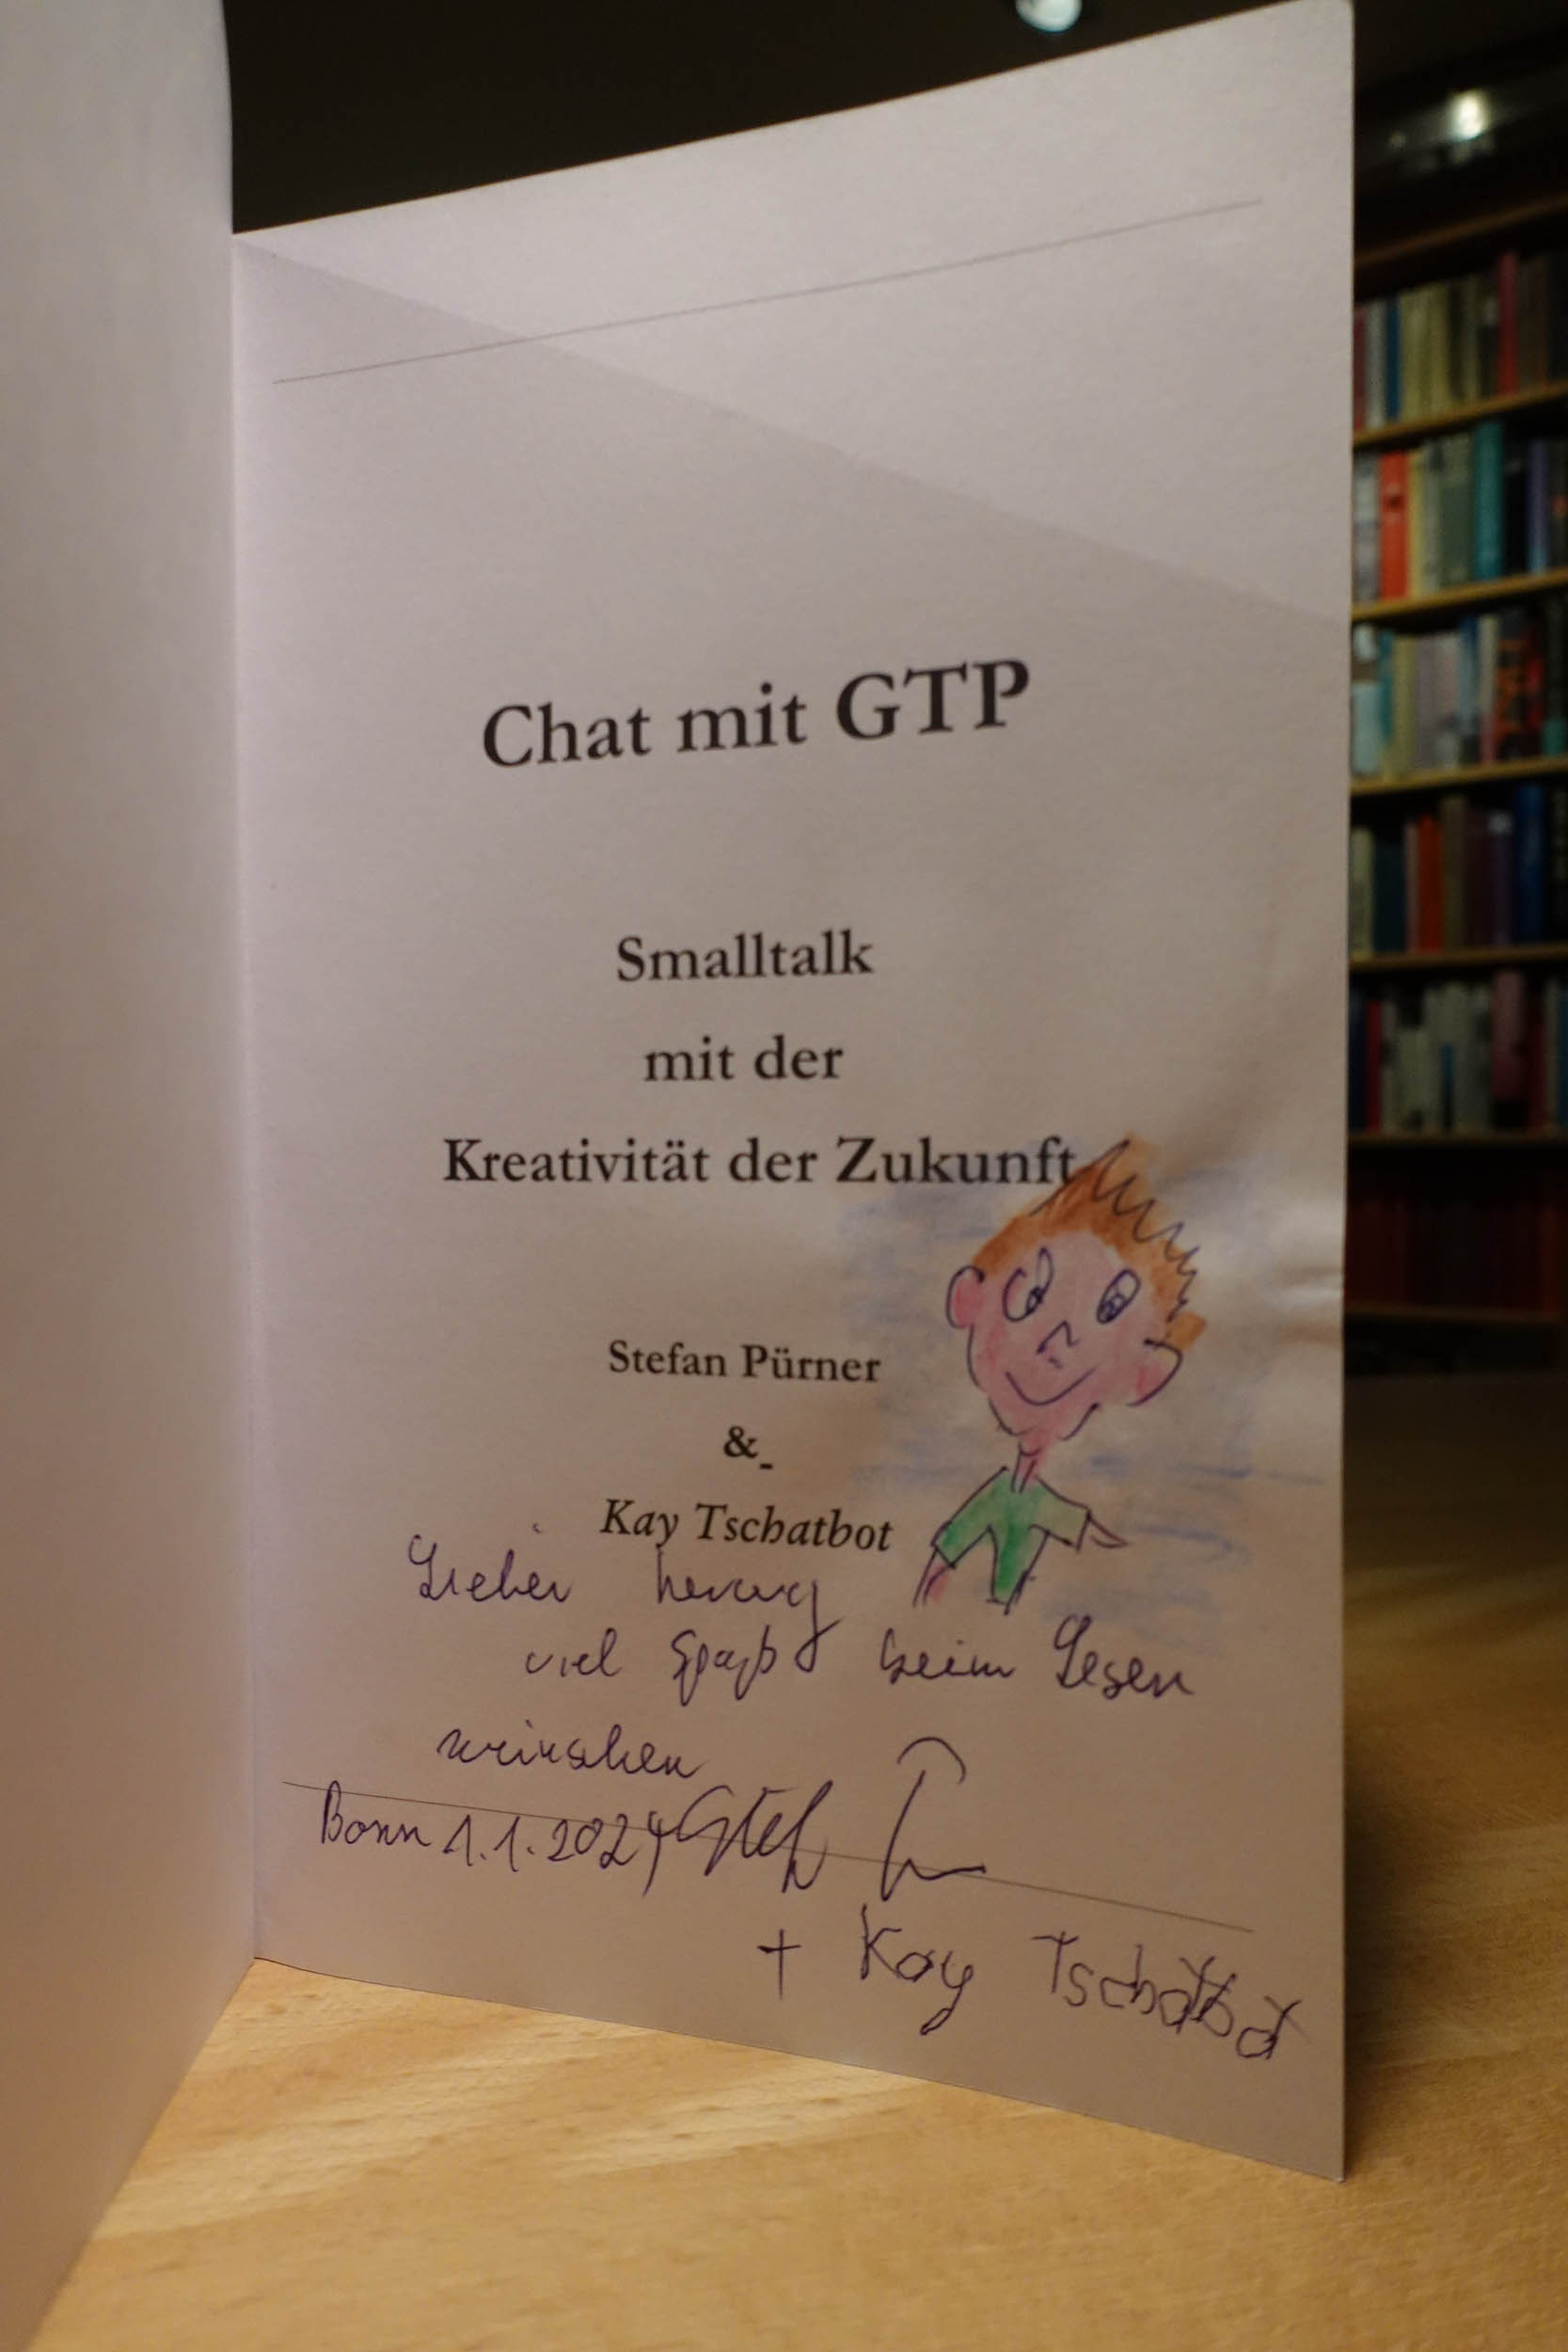 Chat mit GTP
Smalltalk
mit der
Kreativität der Zukunft
Stefan Pürner
&
Kay Tschatbot
Lieber
viel Spaß beim Lesen
wünschen
Bonn 1.1.2024 Stef
+ Kay Tschatbot